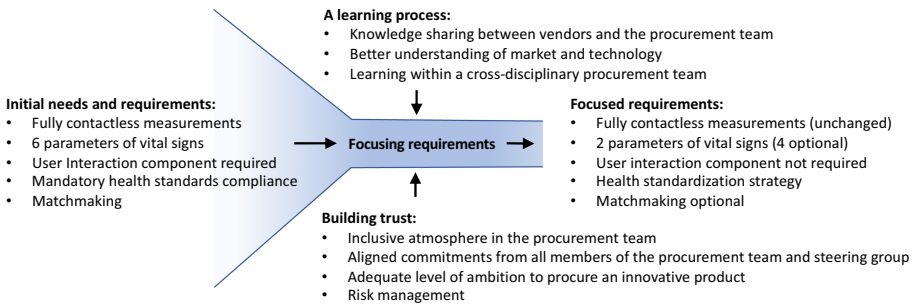 A learning process:
• Knowledge sharing between vendors and the procurement team
• Better understanding of market and technology
• Learning within a cross-disciplinary procurement team
Initial needs and requirements:
• Fully contactless measurements
• 6 parameters of vital signs
• User Interaction component required
• Mandatory health standards compliance
• Matchmaking
Focusing requirements
Focused requirements:
• Fully contactless measurements (unchanged)
• 2 parameters of vital signs (4 optional)
• User interaction component not required
• Health standardization strategy
• Matchmaking optional
Building trust:
• Inclusive atmosphere in the procurement team
• Aligned commitments from all members of the procurement team and steering group
• Adequate level of ambition to procure an innovative product
• Risk management